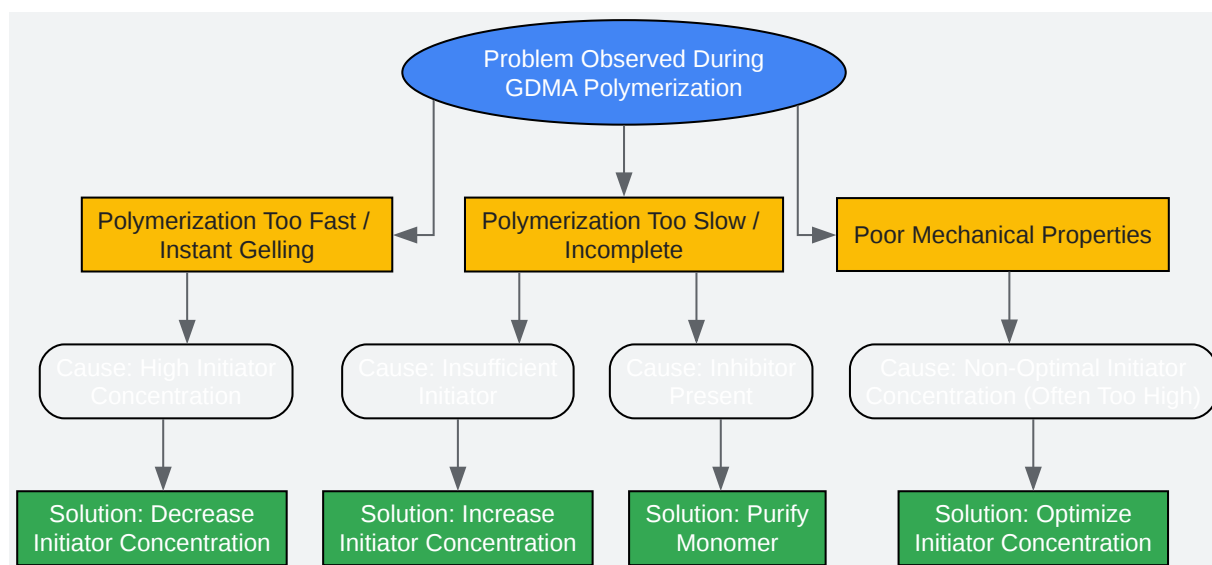 Problem Observed During
GDMA Polymerization
Polymerization Too Fast /
Instant Gelling
Polymerization Too Slow /
Incomplete
Poor Mechanical Properties
Cause: High Initiator
Concentration
Cause: Insufficient
Initiator
Cause: Inhibitor
Present
Cause: Non-Optimal Initiator
Concentration (Often Too High)
Solution: Decrease
Initiator Concentration
Solution: Increase
Initiator Concentration
Solution: Purify
Monomer
Solution: Optimize
Initiator Concentration